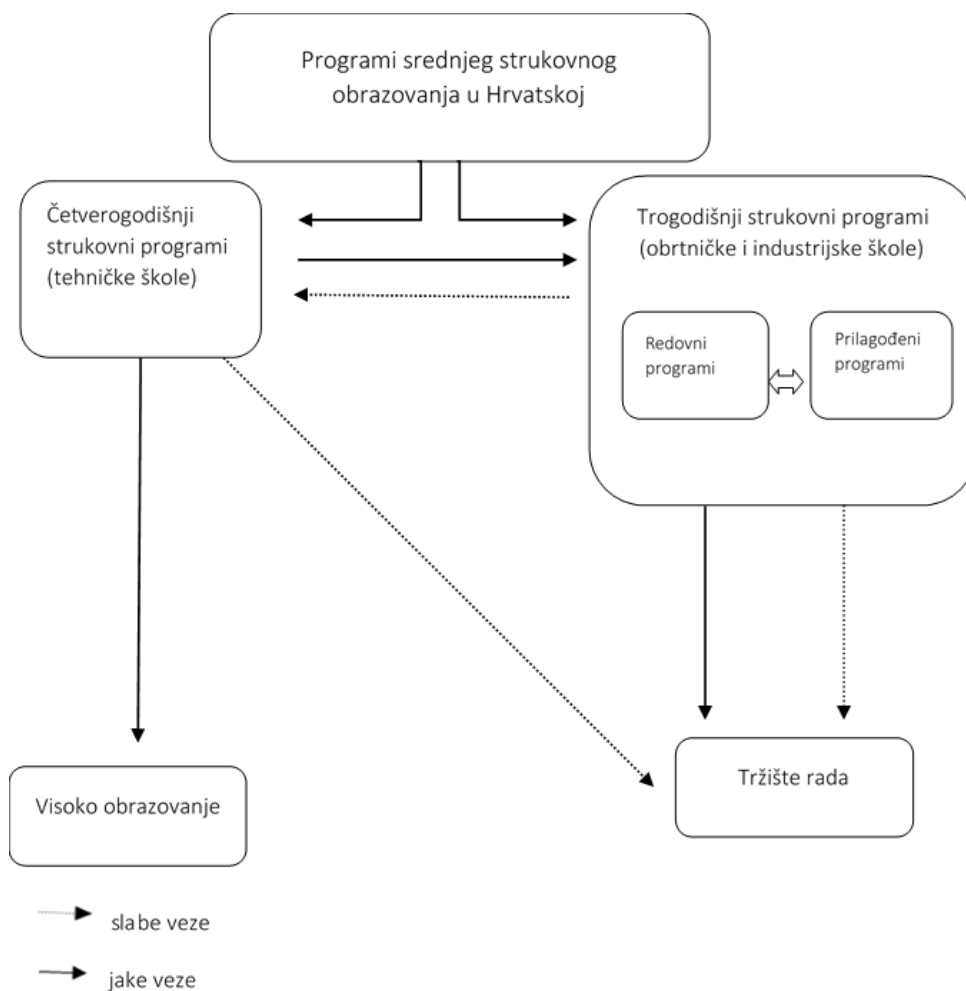 Programi srednjeg strukovnog
obrazovanja u Hrvatskoj
Četverogodišnji
strukovni programi
(tehničke škole)
Trogodišnji strukovni programi
(obrtničke i industrijske škole)
Redovni
programi
Prilagođeni
programi
Visoko obrazovanje
Tržište rada
slabe veze
jake veze